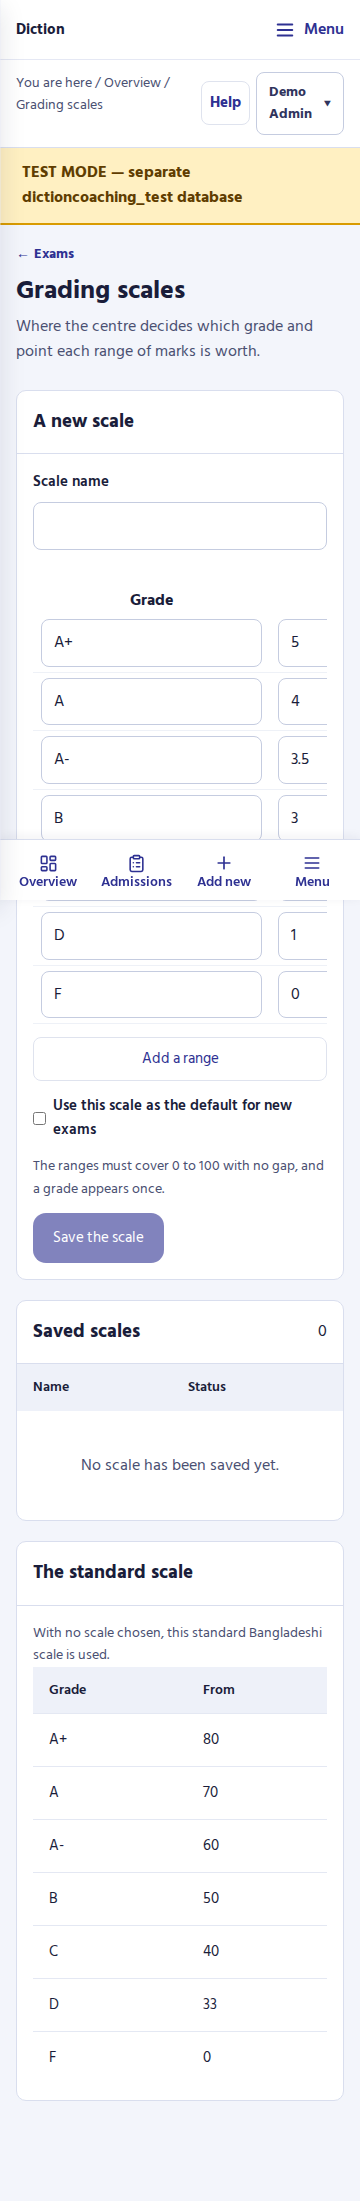 Diction
Menu
You are here / Overview /
Grading scales
Help
Demo
Admin
TEST MODE — separate
dictioncoaching_test database
← Exams
Grading scales
Where the centre decides which grade and
point each range of marks is worth.
A new scale
Scale name
Grade
A+ 5
A 4
A- 3.5
B 3
Overview Admissions Add new Menu
D 1
F 0
Add a range
Use this scale as the default for new
exams
The ranges must cover 0 to 100 with no gap, and
a grade appears once.
Save the scale
Saved scales 0
Name Status
No scale has been saved yet.
The standard scale
With no scale chosen, this standard Bangladeshi
scale is used.
Grade From
A+ 80
A 70
A- 60
B 50
C 40
D 33
F 0